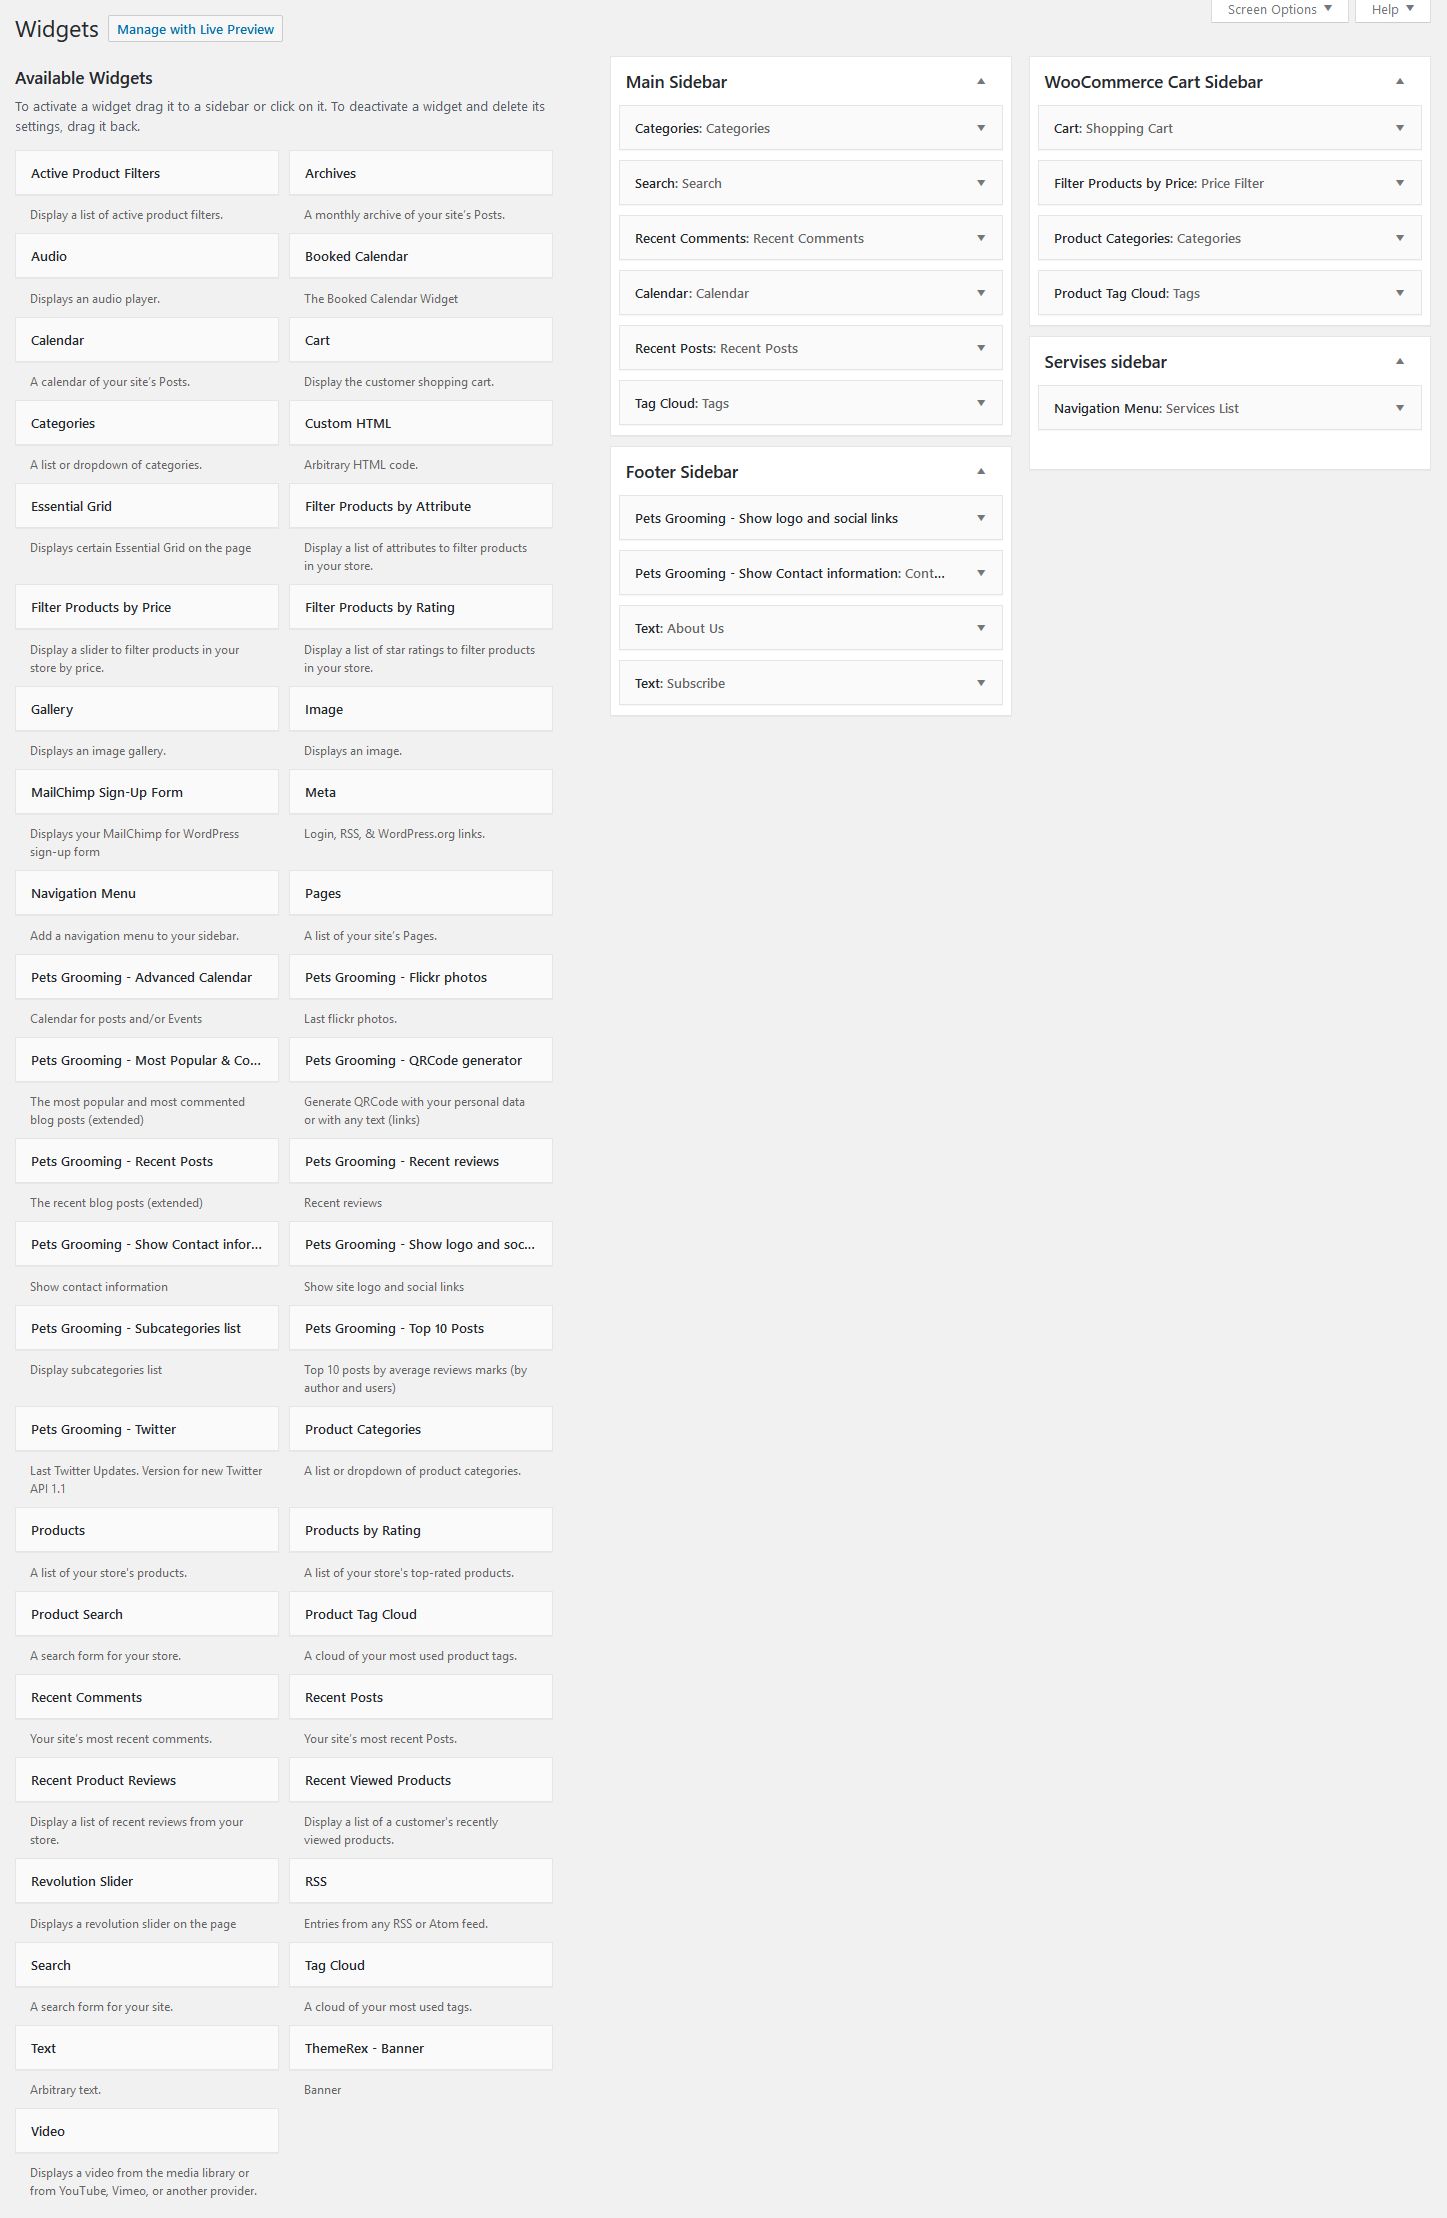 Widgets
Manage with Live Preview
Screen Options
Help
Available Widgets
To activate a widget drag it to a sidebar or click on it. To deactivate a widget and delete its
settings, drag it back.
Active Product Filters
Archives
Display a list of active product filters.
A monthly archive of your site's Posts.
Audio
Booked Calendar
Displays an audio player.
The Booked Calendar Widget
Calendar
Cart
A calendar of your site's Posts.
Display the customer shopping cart.
Categories
Custom HTML
A list or dropdown of categories.
Arbitrary HTML code.
Essential Grid
Filter Products by Attribute
Displays certain Essential Grid on the page
Display a list of attributes to filter products
in your store.
Filter Products by Price
Filter Products by Rating
Display a slider to filter products in your
store by price.
Display a list of star ratings to filter products
in your store.
Gallery
Image
Displays an image gallery.
Displays an image.
MailChimp Sign-Up Form
Meta
Displays your MailChimp for WordPress
sign-up form
Login, RSS, & WordPress.org links.
Navigation Menu
Pages
Add a navigation menu to your sidebar.
A list of your site's Pages.
Pets Grooming - Advanced Calendar
Pets Grooming - Flickr photos
Calendar for posts and/or Events
Last flickr photos.
Pets Grooming - Most Popular & Co...
Pets Grooming - QRCode generator
The most popular and most commented
blog posts (extended)
Generate QRCode with your personal data
or with any text (links)
Pets Grooming - Recent Posts
Pets Grooming - Recent reviews
The recent blog posts (extended)
Recent reviews
Pets Grooming - Show Contact infor...
Pets Grooming - Show logo and soc...
Show contact information
Show site logo and social links
Pets Grooming - Subcategories list
Pets Grooming - Top 10 Posts
Display subcategories list
Top 10 posts by average reviews marks (by
author and users)
Pets Grooming - Twitter
Product Categories
Last Twitter Updates. Version for new Twitter
API 1.1
A list or dropdown of product categories.
Products
Products by Rating
A list of your store's products.
A list of your store's top-rated products.
Product Search
Product Tag Cloud
A search form for your store.
A cloud of your most used product tags.
Recent Comments
Recent Posts
Your site's most recent comments.
Your site's most recent Posts.
Recent Product Reviews
Recent Viewed Products
Display a list of recent reviews from your
store.
Display a list of a customer's recently
viewed products.
Revolution Slider
RSS
Displays a revolution slider on the page
Entries from any RSS or Atom feed.
Search
Tag Cloud
A search form for your site.
A cloud of your most used tags.
Text
ThemeRex - Banner
Arbitrary text.
Banner
Video
Displays a video from the media library or
from YouTube, Vimeo, or another provider.
Main Sidebar
Categories: Categories
Search: Search
Recent Comments: Recent Comments
Calendar: Calendar
Recent Posts: Recent Posts
Tag Cloud: Tags
Footer Sidebar
Pets Grooming - Show logo and social links
Pets Grooming - Show Contact information: Cont...
Text: About Us
Text: Subscribe
WooCommerce Cart Sidebar
Cart: Shopping Cart
Filter Products by Price: Price Filter
Product Categories: Categories
Product Tag Cloud: Tags
Servises sidebar
Navigation Menu: Services List